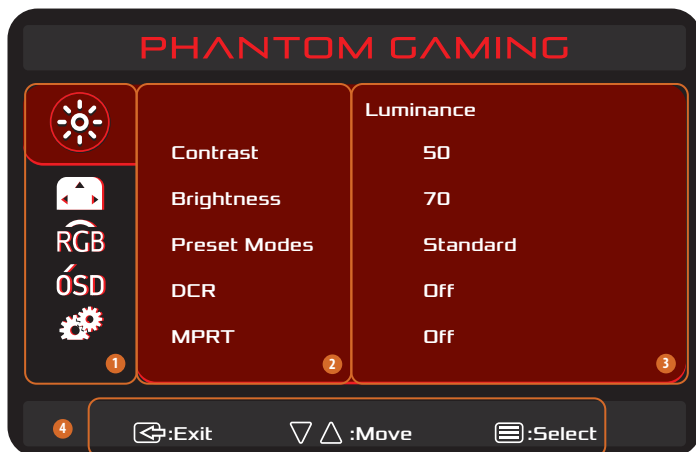 PHANTOM GAMING
Luminance
Contrast 50
Brightness 70
Preset Modes Standard
RGB
OSD
DCR Off
MPRT Off
1 2 3
4 :Exit :Move :Select